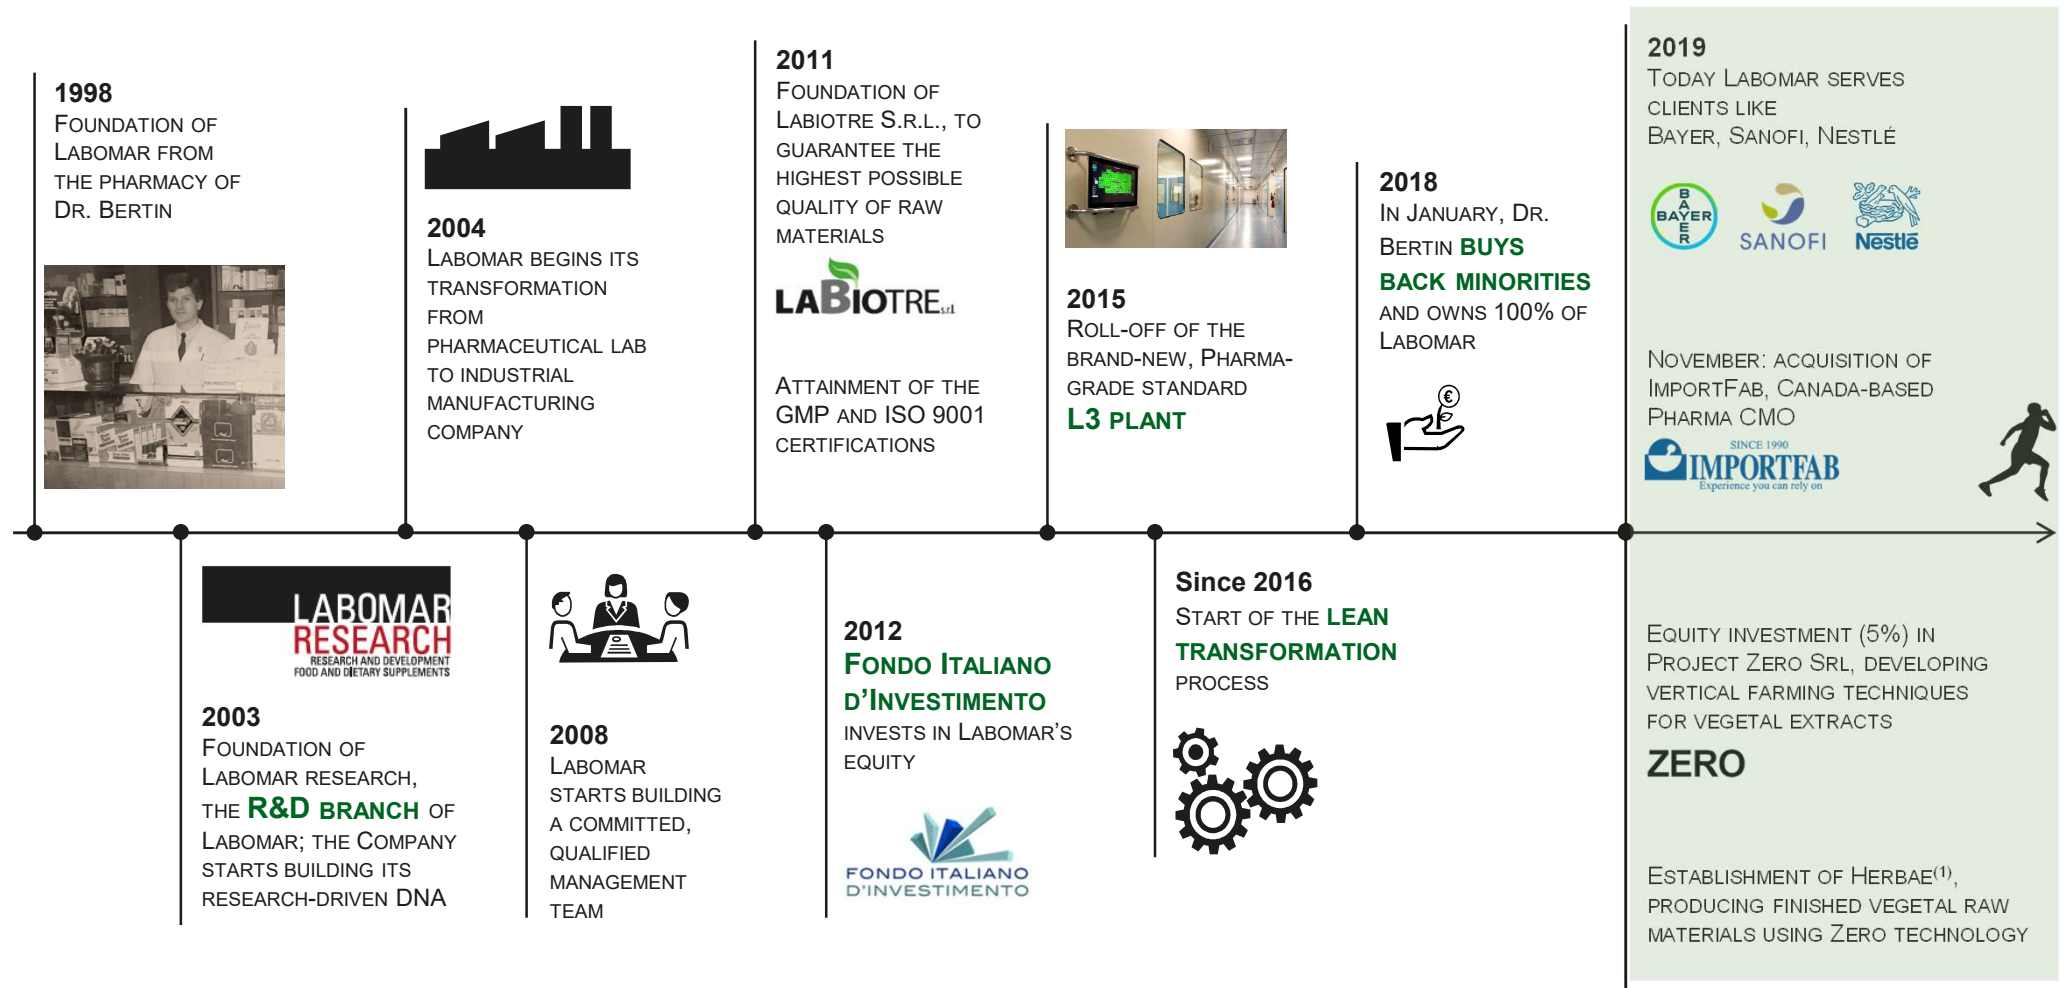 1998
FOUNDATION OF
LABOMAR FROM
THE PHARMACY OF
DR. BERTIN
LABOMAR
RESEARCH
RESEARCH AND DEVELOPMENT
FOOD AND DIETARY SUPPLEMENTS
2003
FOUNDATION OF
LABOMAR RESEARCH,
THE R&D BRANCH OF
LABOMAR; THE COMPANY
STARTS BUILDING ITS
RESEARCH-DRIVEN DNA
2004
LABOMAR BEGINS ITS
TRANSFORMATION
FROM
PHARMACEUTICAL LAB
TO INDUSTRIAL
MANUFACTURING
COMPANY
2008
LABOMAR
STARTS BUILDING
A COMMITTED,
QUALIFIED
MANAGEMENT
TEAM
2011
FOUNDATION OF
LABIOTRE S.R.L., TO
GUARANTEE THE
HIGHEST POSSIBLE
QUALITY OF RAW
MATERIALS
LABIOTRE s.r.l.
ATTAINMENT OF THE
GMP AND ISO 9001
CERTIFICATIONS
2012
FONDO ITALIANO
D'INVESTIMENTO
INVESTS IN LABOMAR'S
EQUITY
FONDO ITALIANO
D'INVESTIMENTO
2015
ROLL-OFF OF THE
BRAND-NEW, PHARMA-
GRADE STANDARD
L3 PLANT
Since 2016
START OF THE LEAN
TRANSFORMATION
PROCESS
2018
IN JANUARY, DR.
BERTIN BUYS
BACK MINORITIES
AND OWNS 100% OF
LABOMAR
€
2019
TODAY LABOMAR SERVES
CLIENTS LIKE
BAYER, SANOFI, NESTLÉ
BAYER
BAYER
SANOFI
Nestlé
NOVEMBER: ACQUISITION OF
IMPORTFAB, CANADA-BASED
PHARMA CMO
SINCE 1990
IMPORTFAB
Experience you can rely on
EQUITY INVESTMENT (5%) IN
PROJECT ZERO SRL, DEVELOPING
VERTICAL FARMING TECHNIQUES
FOR VEGETAL EXTRACTS
ZERO
ESTABLISHMENT OF HERBAE(1),
PRODUCING FINISHED VEGETAL RAW
MATERIALS USING ZERO TECHNOLOGY